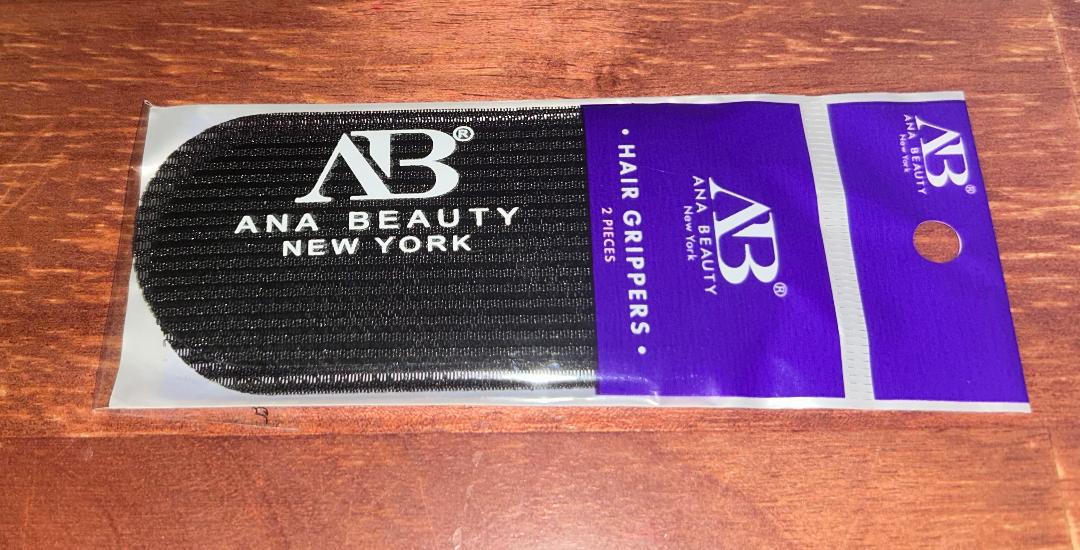 AB®
ANA BEAUTY
NEW YORK
• HAIR GRIPPERS •
2 PIECES
AB®
ANA BEAUTY
New York
AB®
ANA BEAUTY
New York